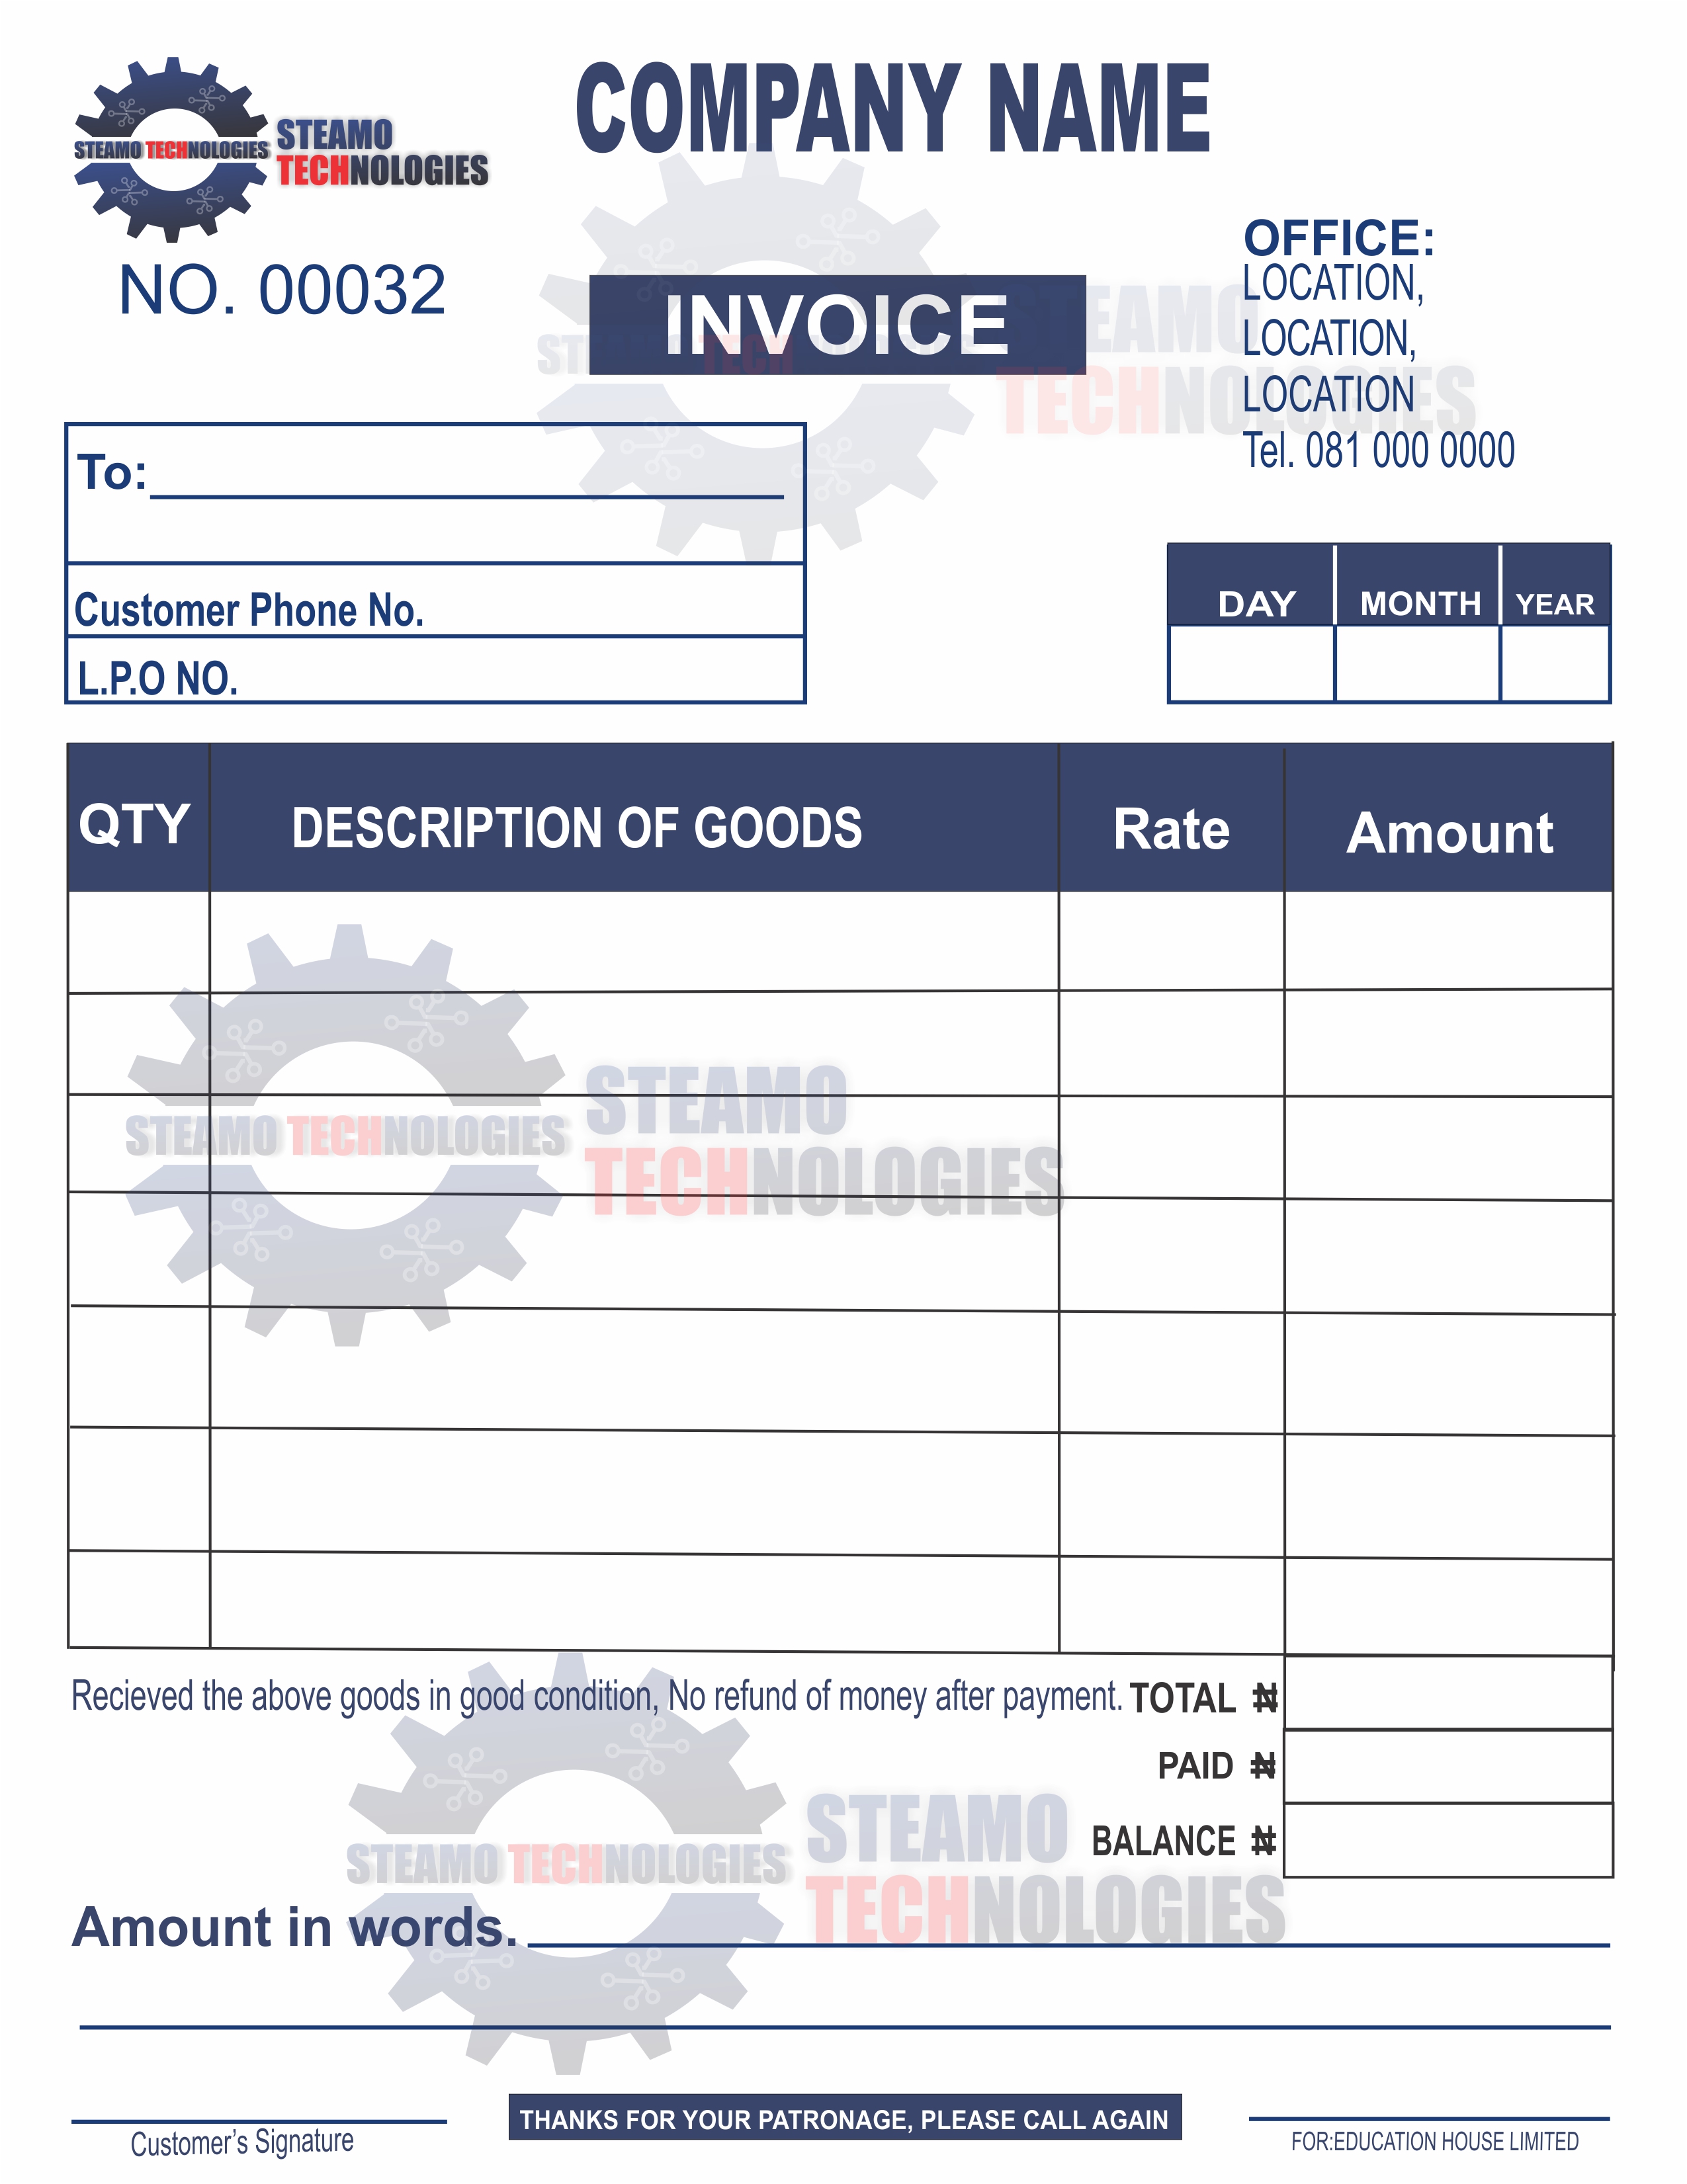 COMPANY NAME
STEAMO TECHNOLOGIES
STEAMO
TECHNOLOGIES
NO. 00032
INVOICE
OFFICE:
LOCATION,
LOCATION,
LOCATION
Tel. 081 000 0000
STEAMO
TECHNOLOGIES
To:
Customer Phone No.
L.P.O NO.
DAY MONTH YEAR
QTY DESCRIPTION OF GOODS Rate Amount
STEAMO TECHNOLOGIES
STEAMO
TECHNOLOGIES
Recieved the above goods in good condition, No refund of money after payment. TOTAL ₦
PAID ₦
BALANCE ₦
STEAMO TECHNOLOGIES
STEAMO
TECHNOLOGIES
Amount in words.
Customer's Signature
THANKS FOR YOUR PATRONAGE, PLEASE CALL AGAIN
FOR:EDUCATION HOUSE LIMITED